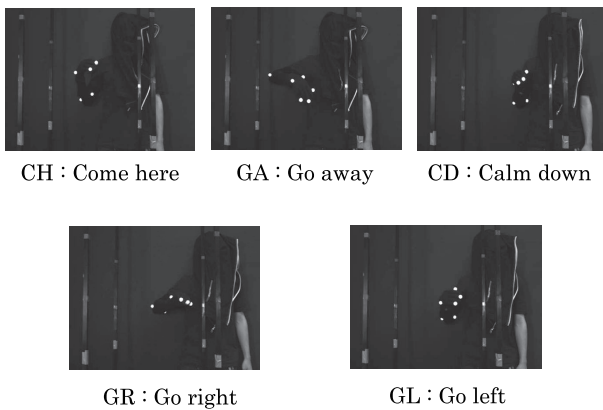 CH : Come here
GA : Go away
CD : Calm down
GR : Go right
GL : Go left